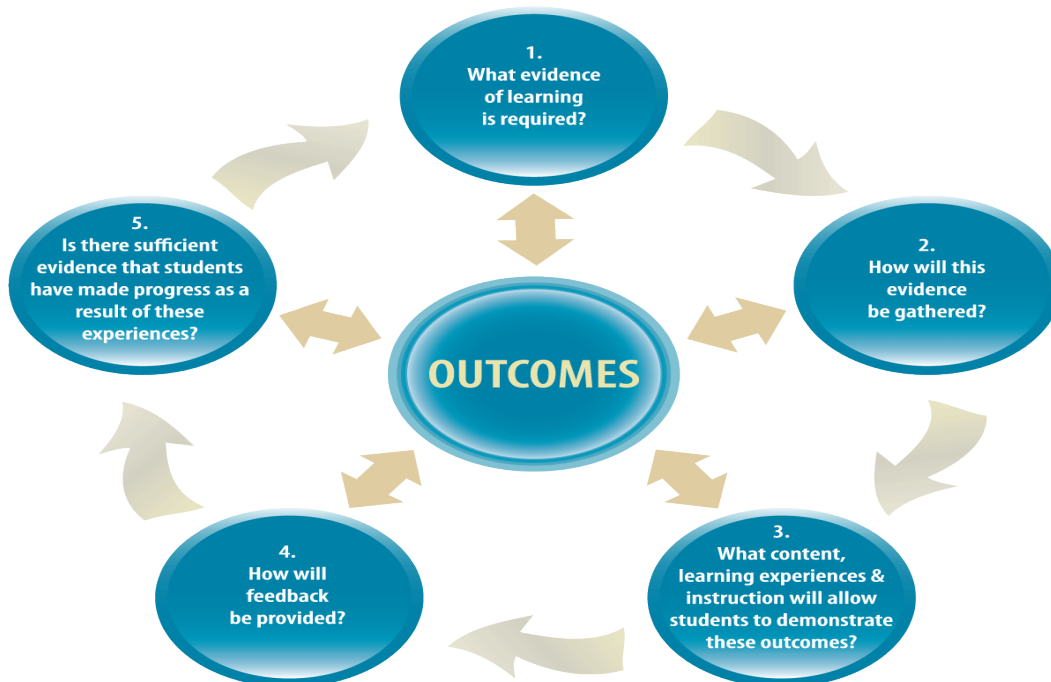 1.
What evidence
of learning
is required?
2.
How will this
evidence
be gathered?
3.
What content,
learning experiences &
instruction will allow
students to demonstrate
these outcomes?
4.
How will
feedback
be provided?
5.
Is there sufficient
evidence that students
have made progress as a
result of these
experiences?
OUTCOMES